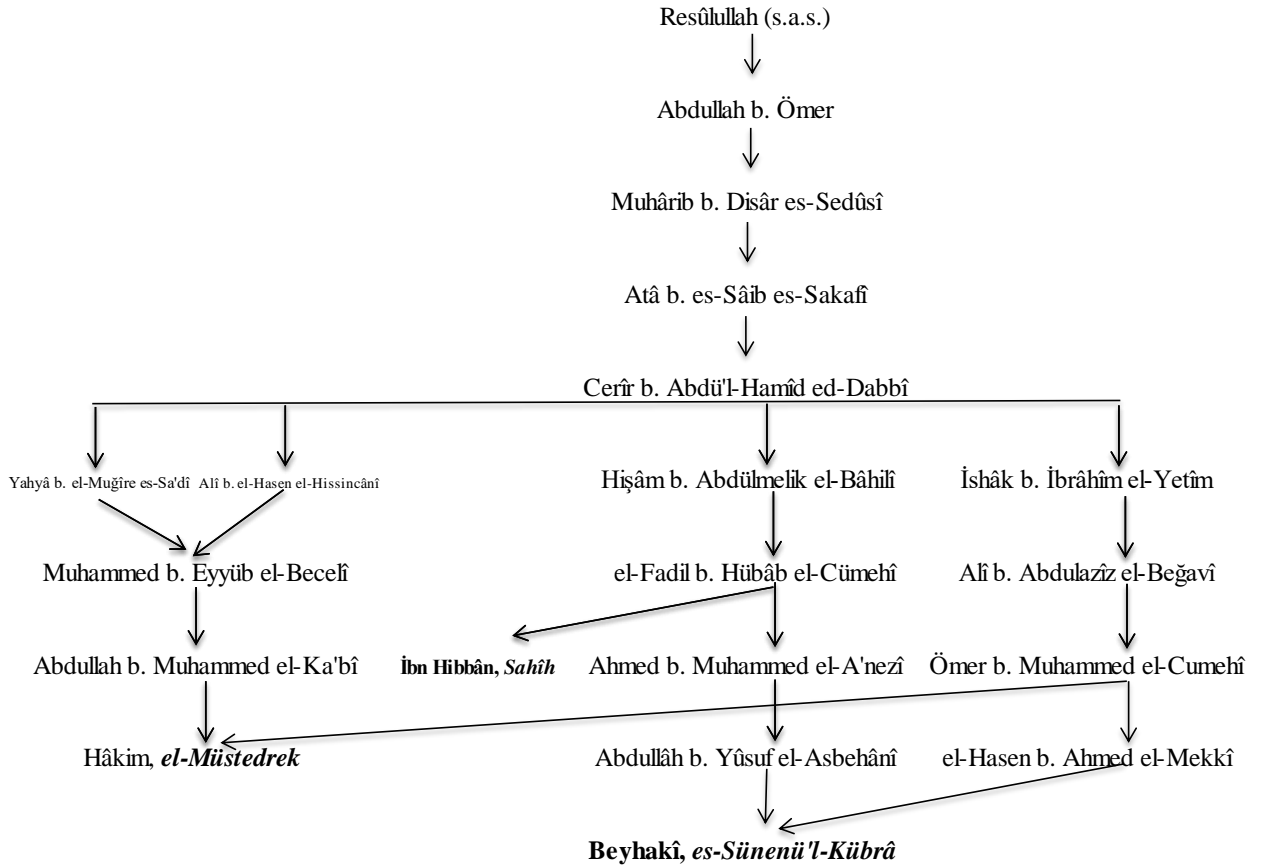 Resûlullah (s.a.s.)
Abdullah b. Ömer
Muhârib b. Disâr es-Sedûsî
Atâ b. es-Sâib es-Sakafî
Cerîr b. Abdü'l-Hamîd ed-Dabbî
Yahyâ b. el-Muğîre es-Sa'dî Alî b. el-Hasen el-Hissincânî Hişâm b. Abdülmelik el-Bâhilî İshâk b. İbrâhîm el-Yetîm
Muhammed b. Eyyüb el-Becelî el-Fadil b. Hübâb el-Cümehî Alî b. Abdulazîz el-Beğavî
Abdullah b. Muhammed el-Ka'bî İbn Hibbân, Sahîh Ahmed b. Muhammed el-A'nezî Ömer b. Muhammed el-Cumehî
Hâkim, el-Müstedrek Abdullâh b. Yûsuf el-Asbehânî el-Hasen b. Ahmed el-Mekkî
Beyhakî, es-Sünenü'l-Kübrâ